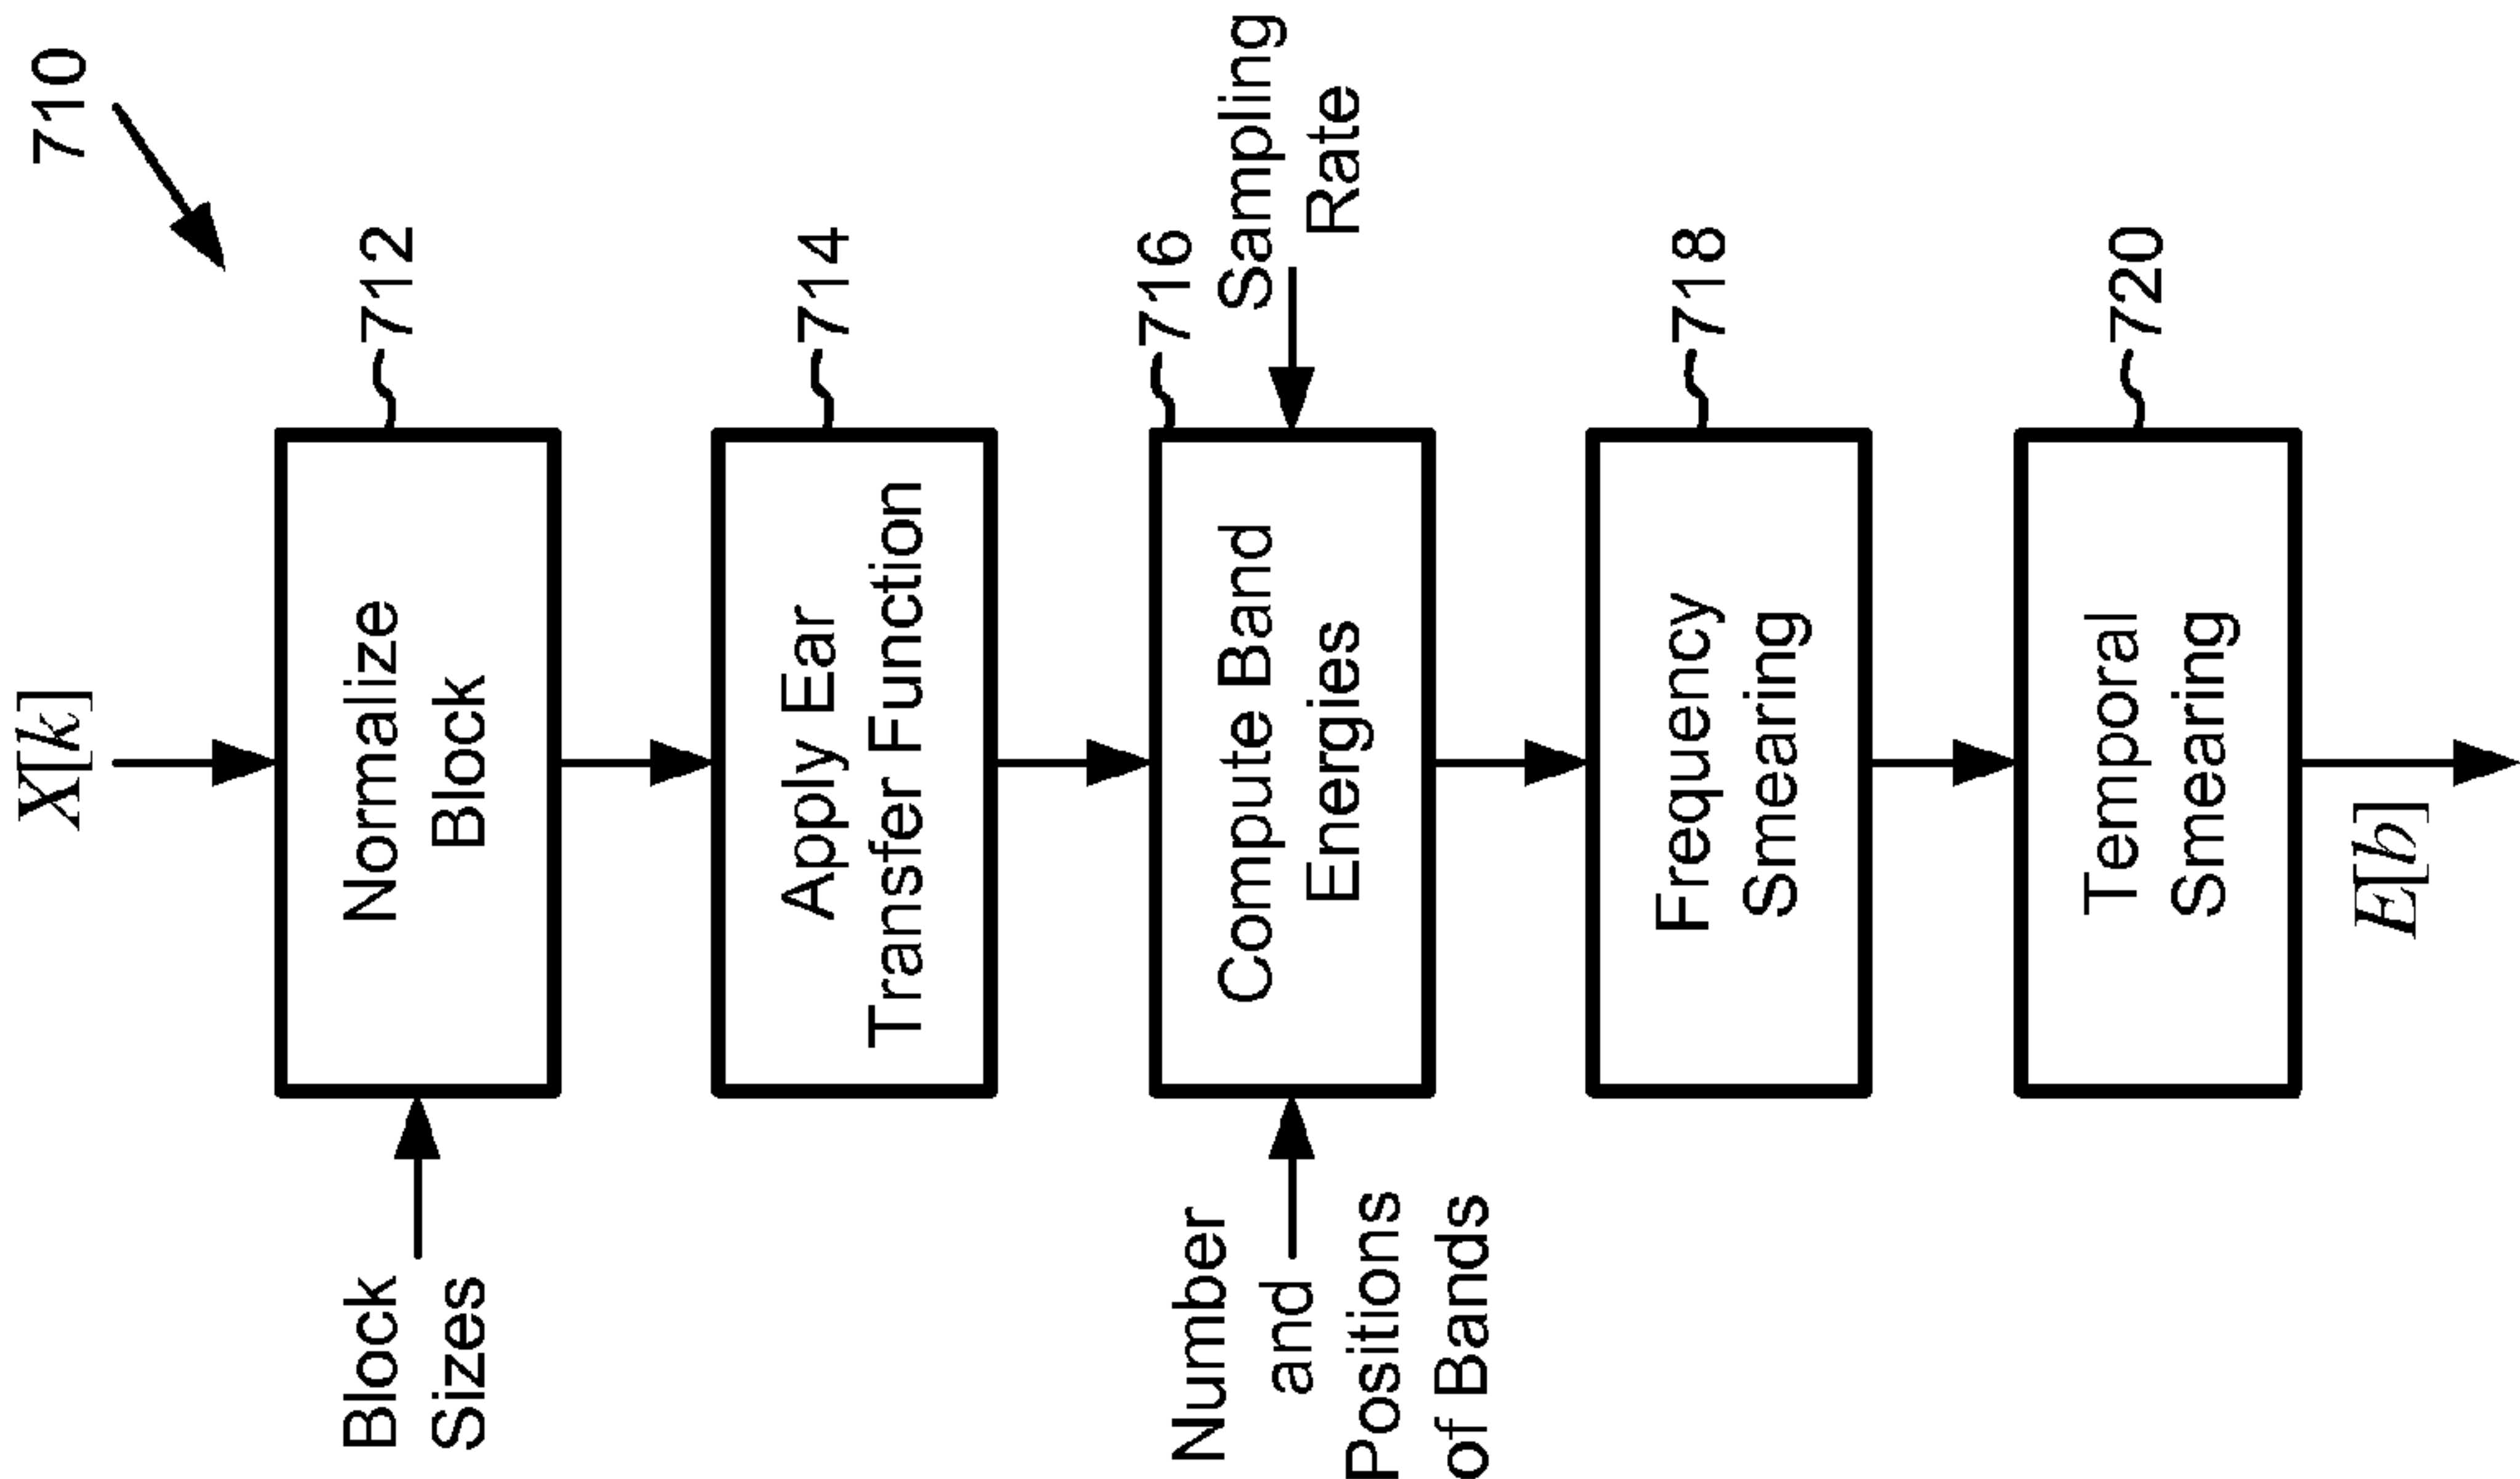 710
X[k]
Block
Sizes
Normalize
Block
712
Apply Ear
Transfer Function
714
Number
and
Positions
of Bands
Compute Band
Energies
716
Sampling
Rate
Frequency
Smearing
718
Temporal
Smearing
720
E[b]